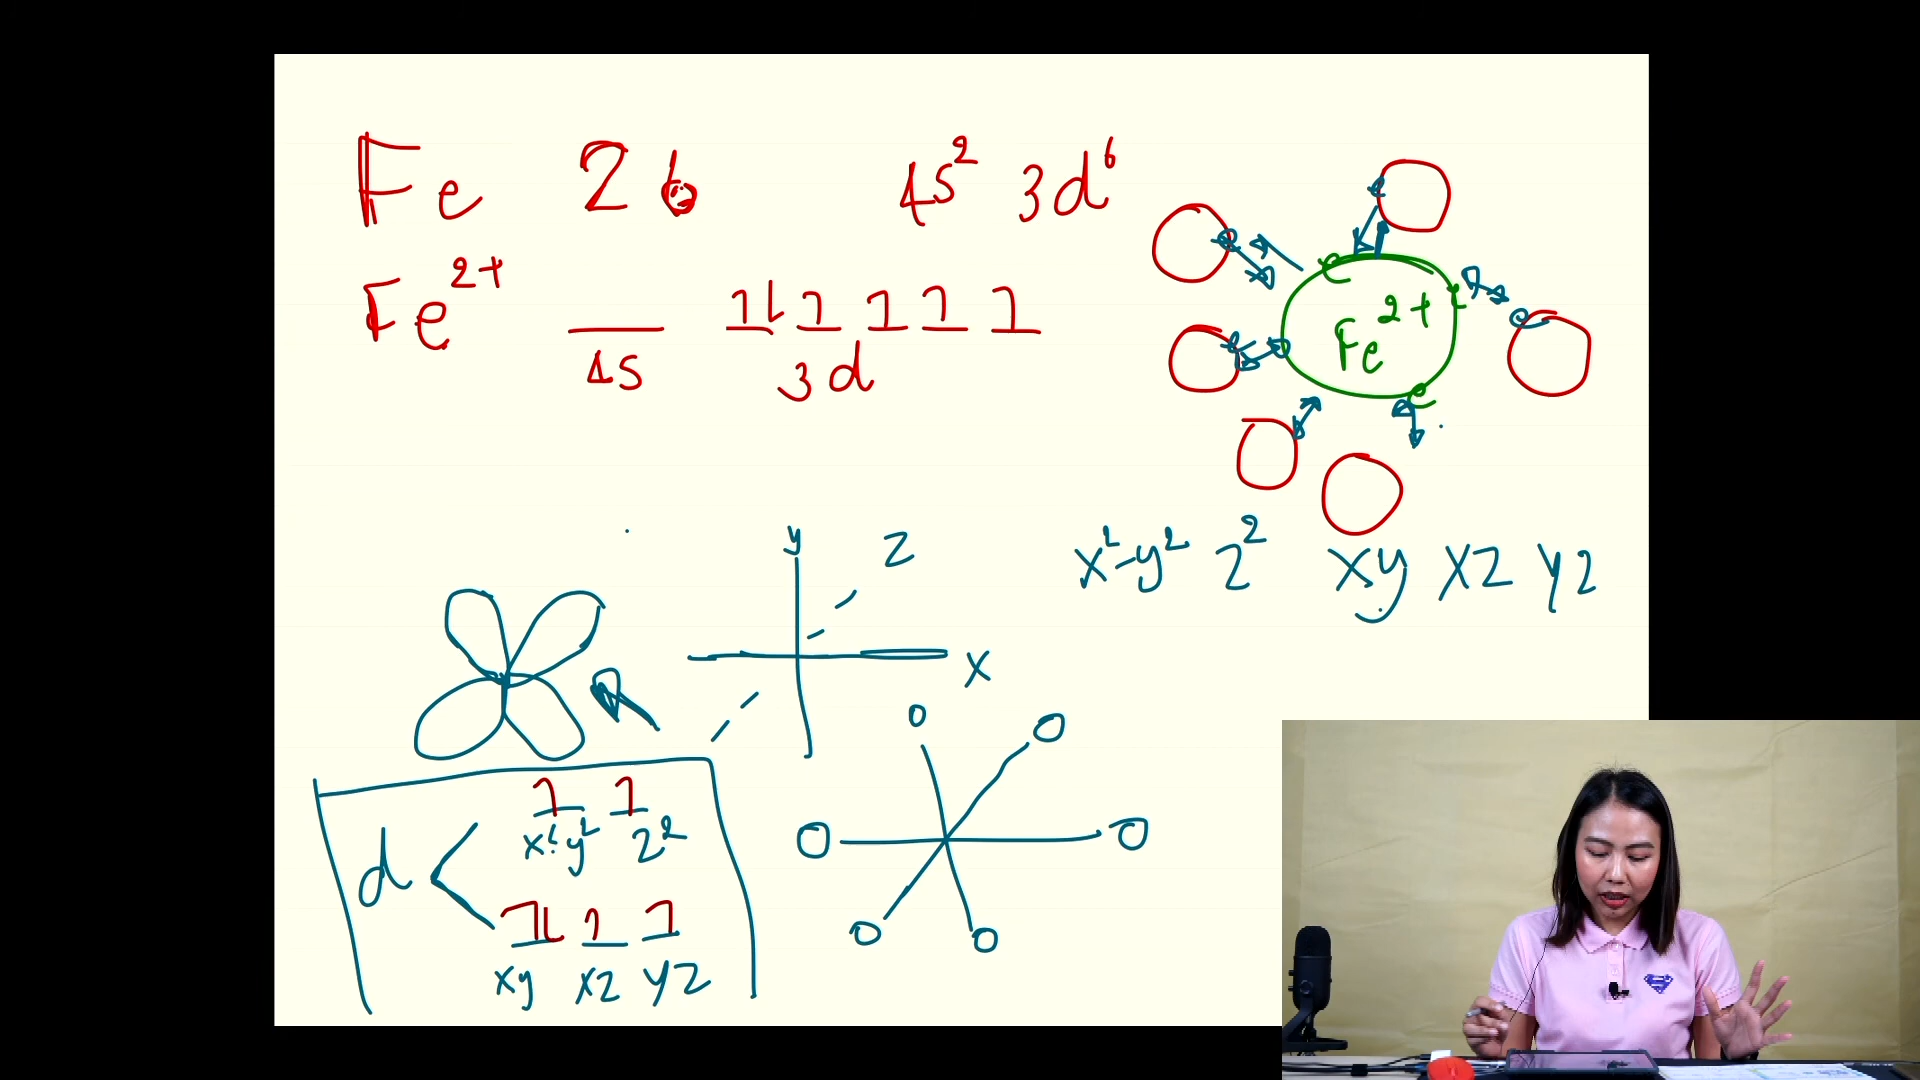 Fe 26 4s² 3d⁶
Fe²⁺
4s 3d
Fe²⁺
y
z
x
x²-y² z² xy xz yz
d
x²-y² z²
xy xz yz